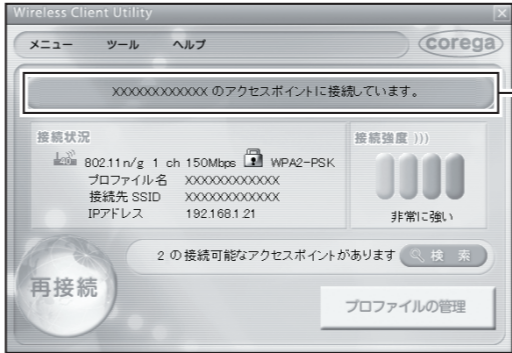 Wireless Client Utility
メニュー ツール ヘルプ corega
XXXXXXXXXXXX のアクセスポイントに接続しています。
接続状況
802.11n/g 1 ch 150Mbps WPA2-PSK
プロファイル名 XXXXXXXXXXXX
接続先 SSID XXXXXXXXXXXX
IPアドレス 192.168.1.21
接続強度 )))
非常に強い
2 の接続可能なアクセスポイントがあります 検 索
再接続
プロファイルの管理